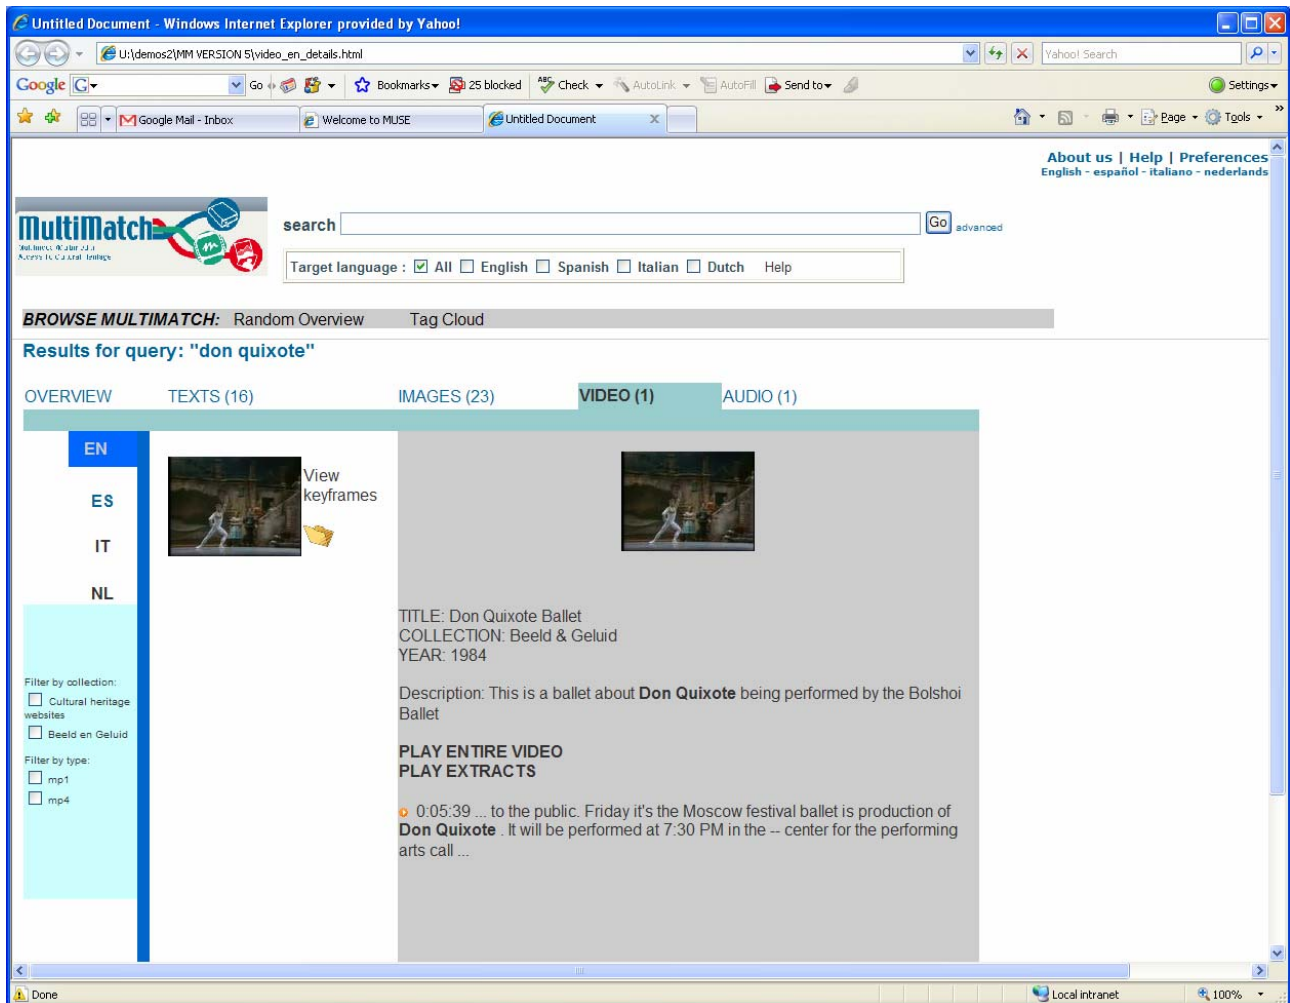 Untitled Document - Windows Internet Explorer provided by Yahoo!
U:\demos2\MM VERSION 5\video_en_details.html
Yahoo! Search
Google G Go Bookmarks 25 blocked ABC Check AutoLink AutoFill Send to Settings
Google Mail - Inbox Welcome to MUSE Untitled Document X Page Tools »
About us | Help | Preferences
English - español - italiano - nederlands
MultiMatch
search Go advanced
Target language : All English Spanish Italian Dutch Help
BROWSE MULTIMATCH: Random Overview Tag Cloud
Results for query: "don quixote"
OVERVIEW TEXTS (16) IMAGES (23) VIDEO (1) AUDIO (1)
EN
ES
IT
NL
View
keyframes
Filter by collection:
Cultural heritage
websites
Beeld en Geluid
Filter by type:
mp1
mp4
TITLE: Don Quixote Ballet
COLLECTION: Beeld & Geluid
YEAR: 1984
Description: This is a ballet about Don Quixote being performed by the Bolshoi
Ballet
PLAY ENTIRE VIDEO
PLAY EXTRACTS
0:05:39 ... to the public. Friday it's the Moscow festival ballet is production of
Don Quixote . It will be performed at 7:30 PM in the -- center for the performing
arts call ...
Done Local intranet 100%